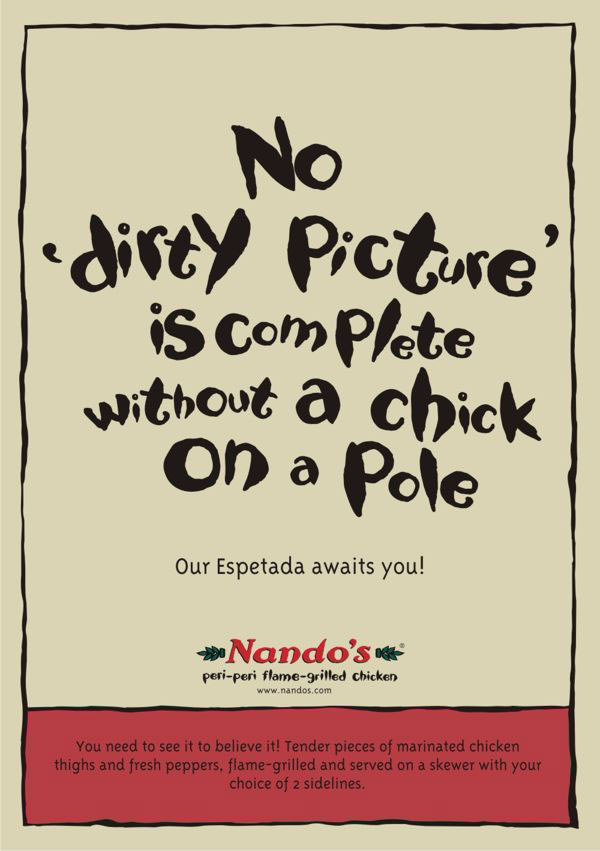 No
'dirty Picture'
is complete
without a chick
On a Pole
Our Espetada awaits you!
Nando's®
peri-peri flame-grilled chicken
www.nandos.com
You need to see it to believe it! Tender pieces of marinated chicken
thighs and fresh peppers, flame-grilled and served on a skewer with your
choice of 2 sidelines.